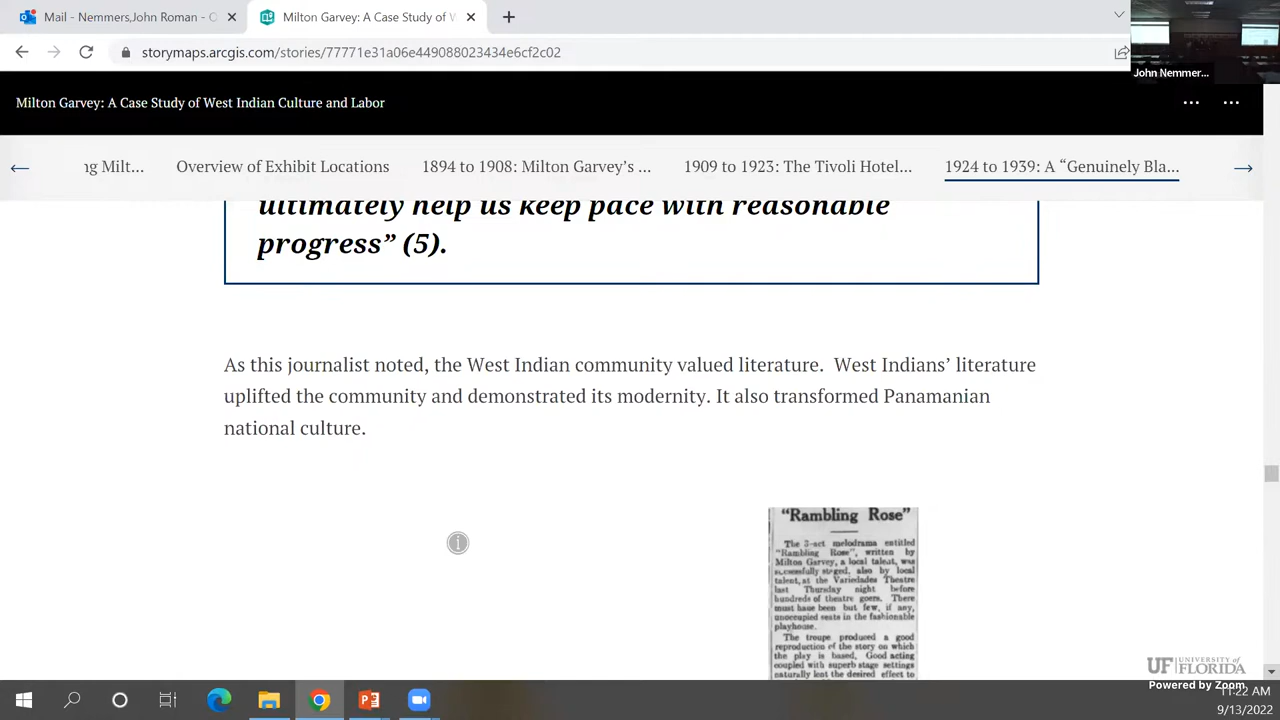 Mail - Nemmers,John Roman - O
Milton Garvey: A Case Study of W
storymaps.arcgis.com/stories/77771e31a06e44908802343​4e6cf2c02
John Nemmer...
Milton Garvey: A Case Study of West Indian Culture and Labor
ng Milt...
Overview of Exhibit Locations
1894 to 1908: Milton Garvey’s ...
1909 to 1923: The Tivoli Hotel...
1924 to 1939: A “Genuinely Bla...
ultimately help us keep pace with reasonable
progress” (5).
As this journalist noted, the West Indian community valued literature. West Indians’ literature
uplifted the community and demonstrated its modernity. It also transformed Panamanian
national culture.
"Rambling Rose"
The 3-act melodrama entitled
"Rambling Rose", written by
Milton Garvey, a local talent, was
successfully staged, also by local
talent, at the Variedades Theatre
last Thursday night before
hundreds of theatre goers. There
must have been but few, if any,
unoccupied seats in the fashionable
playhouse.
The troupe produced a good
reproduction of the story on which
the play is based. Good acting
coupled with superb stage settings
naturally lent the desired effect to
UF UNIVERSITY of
FLORIDA
Powered by Zoom
11:22 AM
9/13/2022